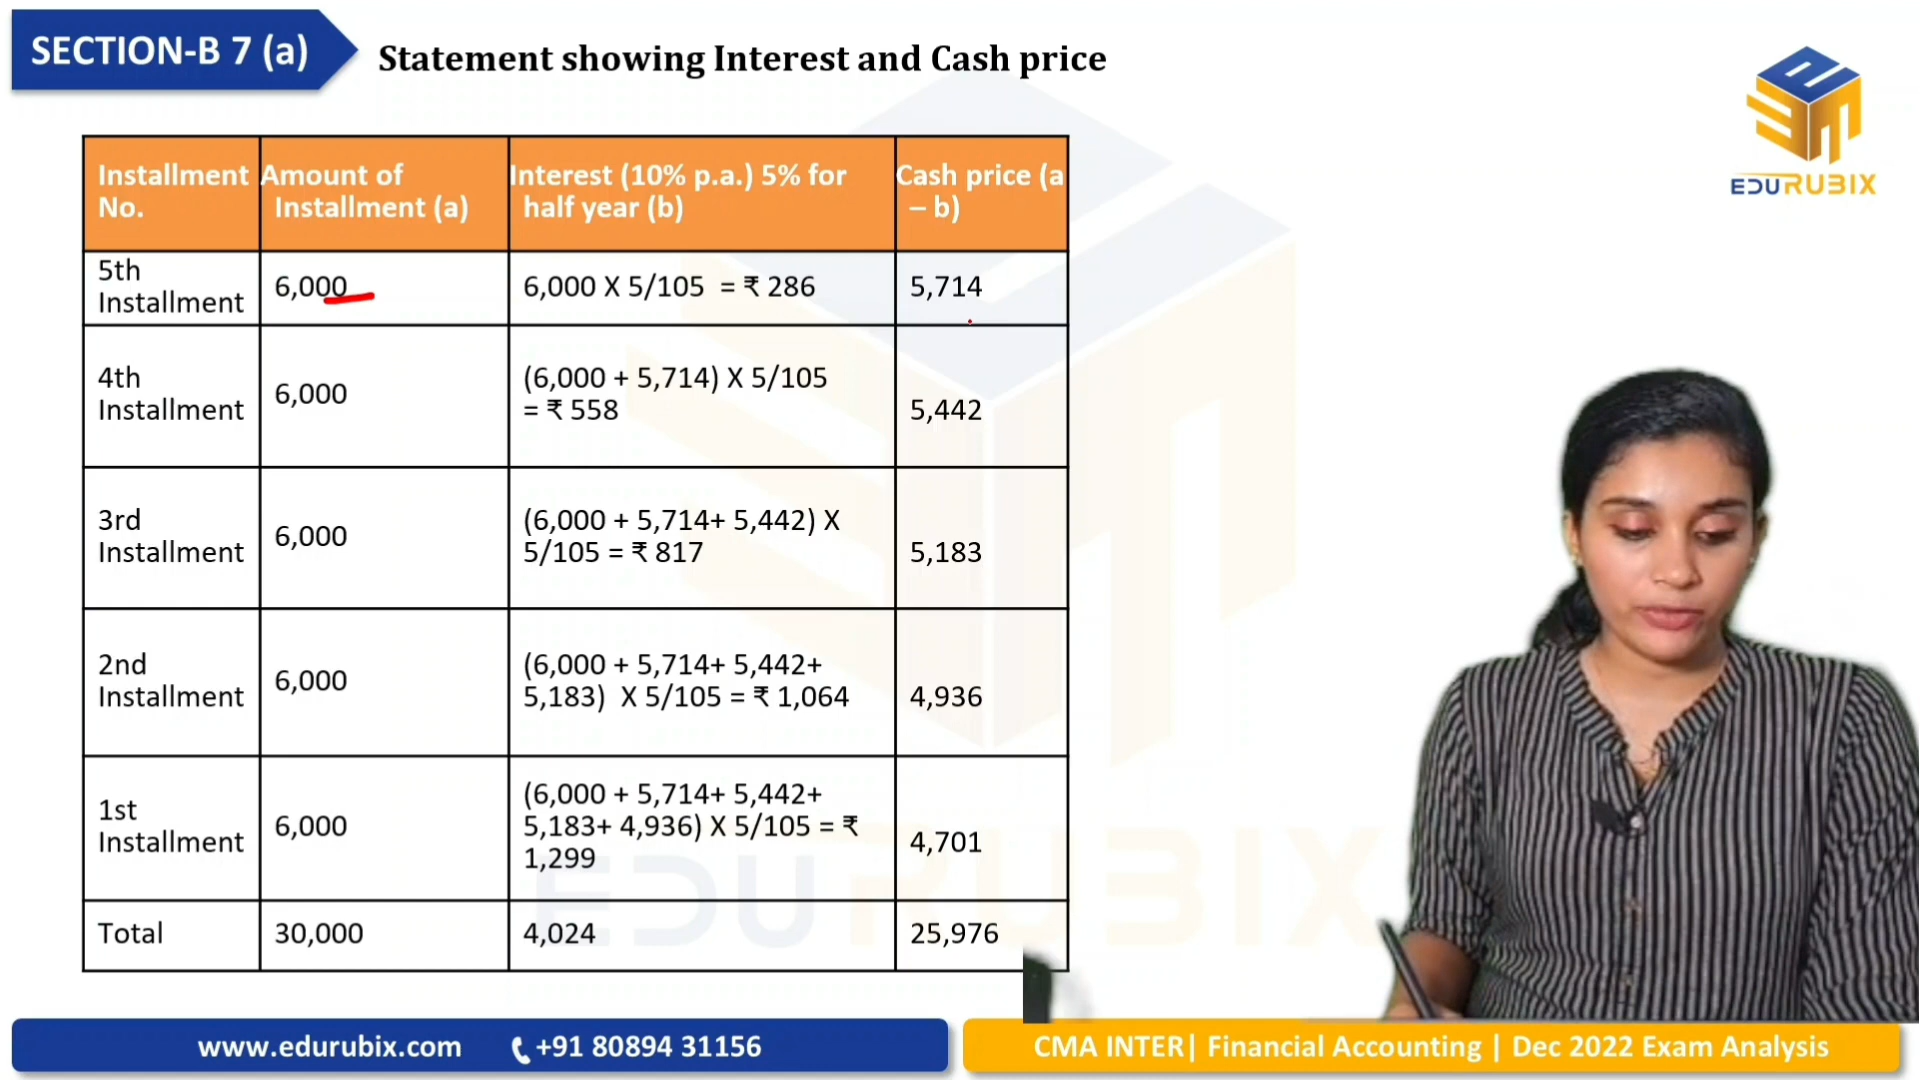 SECTION-B 7 (a)
Statement showing Interest and Cash price
EDURUBIX
Installment No.
Amount of Installment (a)
Interest (10% p.a.) 5% for half year (b)
Cash price (a – b)
5th
Installment
6,000
6,000 X 5/105 = ₹ 286
5,714
4th
Installment
6,000
(6,000 + 5,714) X 5/105
= ₹ 558
5,442
3rd
Installment
6,000
(6,000 + 5,714+ 5,442) X
5/105 = ₹ 817
5,183
2nd
Installment
6,000
(6,000 + 5,714+ 5,442+
5,183) X 5/105 = ₹ 1,064
4,936
1st
Installment
6,000
(6,000 + 5,714+ 5,442+
5,183+ 4,936) X 5/105 = ₹
1,299
4,701
Total
30,000
4,024
25,976
EDURUBIX
www.edurubix.com
+91 80894 31156
CMA INTER| Financial Accounting | Dec 2022 Exam Analysis